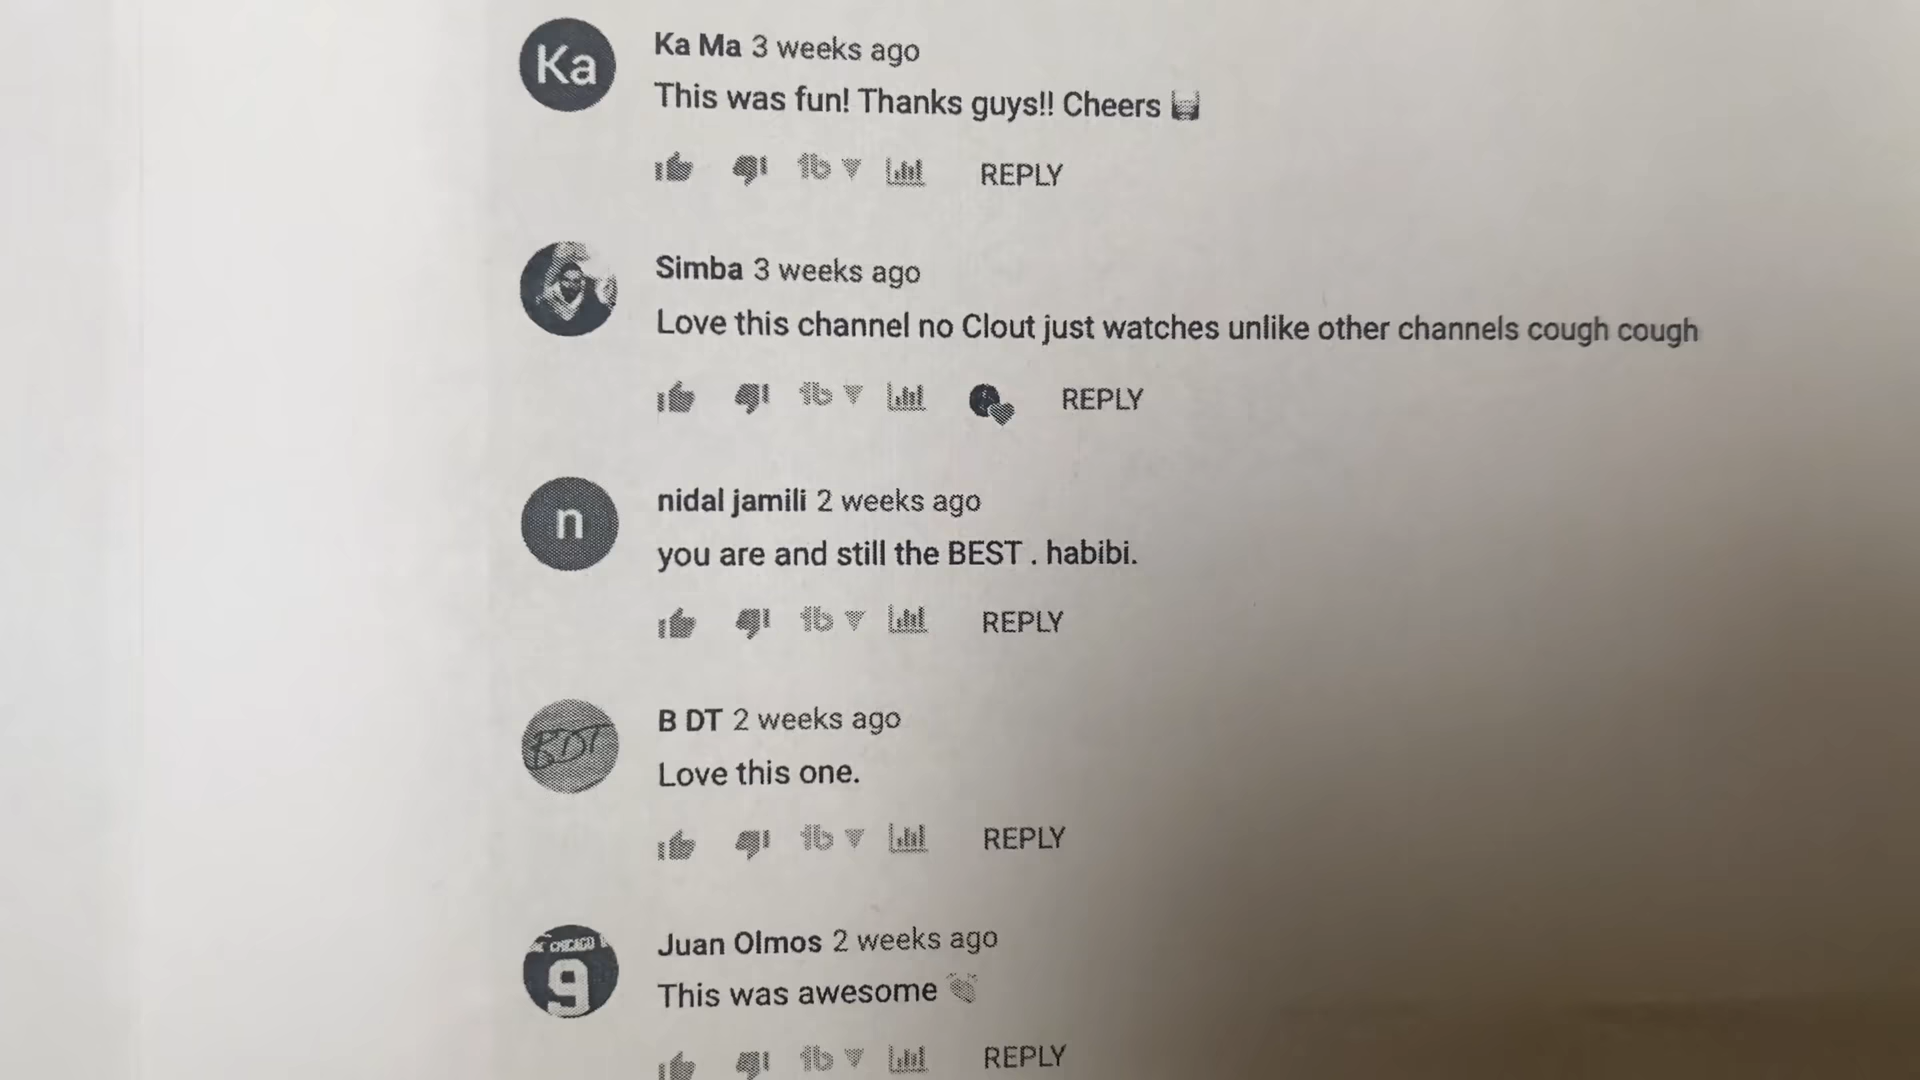 Ka
Ka Ma 3 weeks ago
This was fun! Thanks guys!! Cheers 🥃
REPLY
Simba 3 weeks ago
Love this channel no Clout just watches unlike other channels cough cough
REPLY
n
nidal jamili 2 weeks ago
you are and still the BEST . habibi.
REPLY
BDT
B DT 2 weeks ago
Love this one.
REPLY
CHICAGO
9
Juan Olmos 2 weeks ago
This was awesome 👏
REPLY